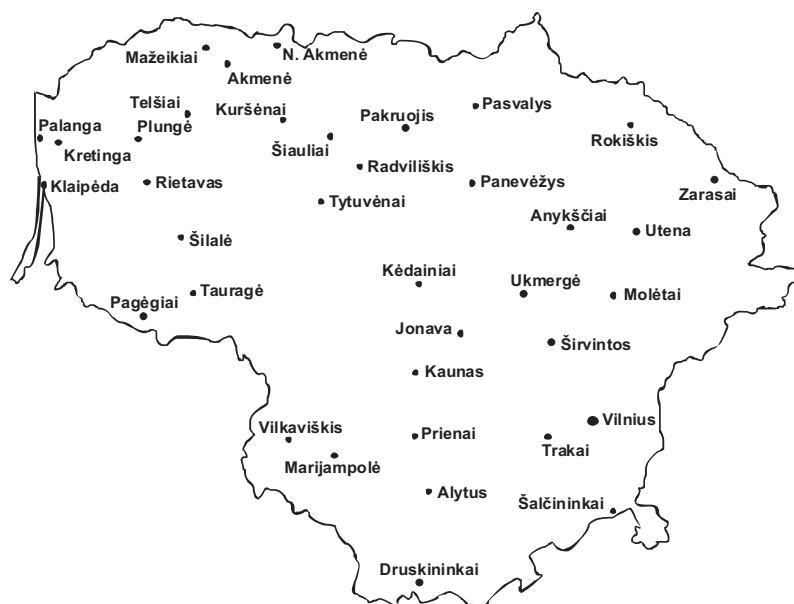 N. Akmenė
Mažeikiai
Akmenė
Telšiai
Kuršėnai
Pakruojis
Pasvalys
Palanga
Plungė
Rokiškis
Kretinga
Šiauliai
Radviliškis
Klaipėda
Rietavas
Panevėžys
Zarasai
Tytuvėnai
Anykščiai
Utena
Šilalė
Kėdainiai
Ukmergė
Tauragė
Molėtai
Pagėgiai
Jonava
Širvintos
Kaunas
Vilnius
Vilkaviškis
Prienai
Trakai
Marijampolė
Alytus
Šalčininkai
Druskininkai